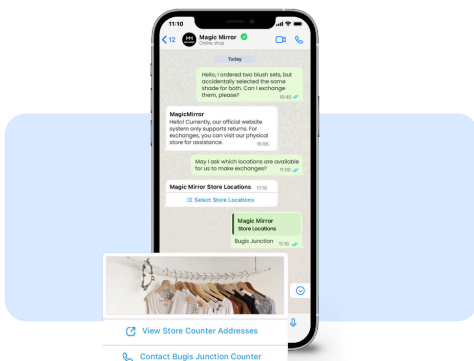 11:10
12
MM
Magic Mirror
Online shop
Today
Hello, I ordered two blush sets, but
accidentally selected the same
shade for both. Can I exchange
them, please?
10:45
MagicMirror
Hello! Currently, our official website
system only supports returns. For
exchanges, you can visit our physical
store for assistance.
10:55
May I ask which locations are available
for us to make exchanges?
11:00
Magic Mirror Store Locations 11:10
Select Store Locations
Magic Mirror
Store Locations
Bugis Junction
11:10
View Store Counter Addresses
Contact Bugis Junction Counter